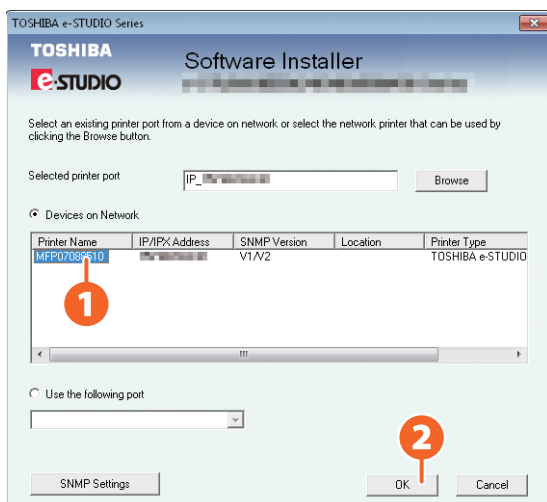 TOSHIBA e-STUDIO Series
TOSHIBA
e-STUDIO
Software Installer
Select an existing printer port from a device on network or select the network printer that can be used by
clicking the Browse button.
Selected printer port
IP_
Browse
Devices on Network
Printer Name IP/IPX Address SNMP Version Location Printer Type
V1/V2 TOSHIBA e-STUDIO
1
Use the following port
2
SNMP Settings
OK
Cancel